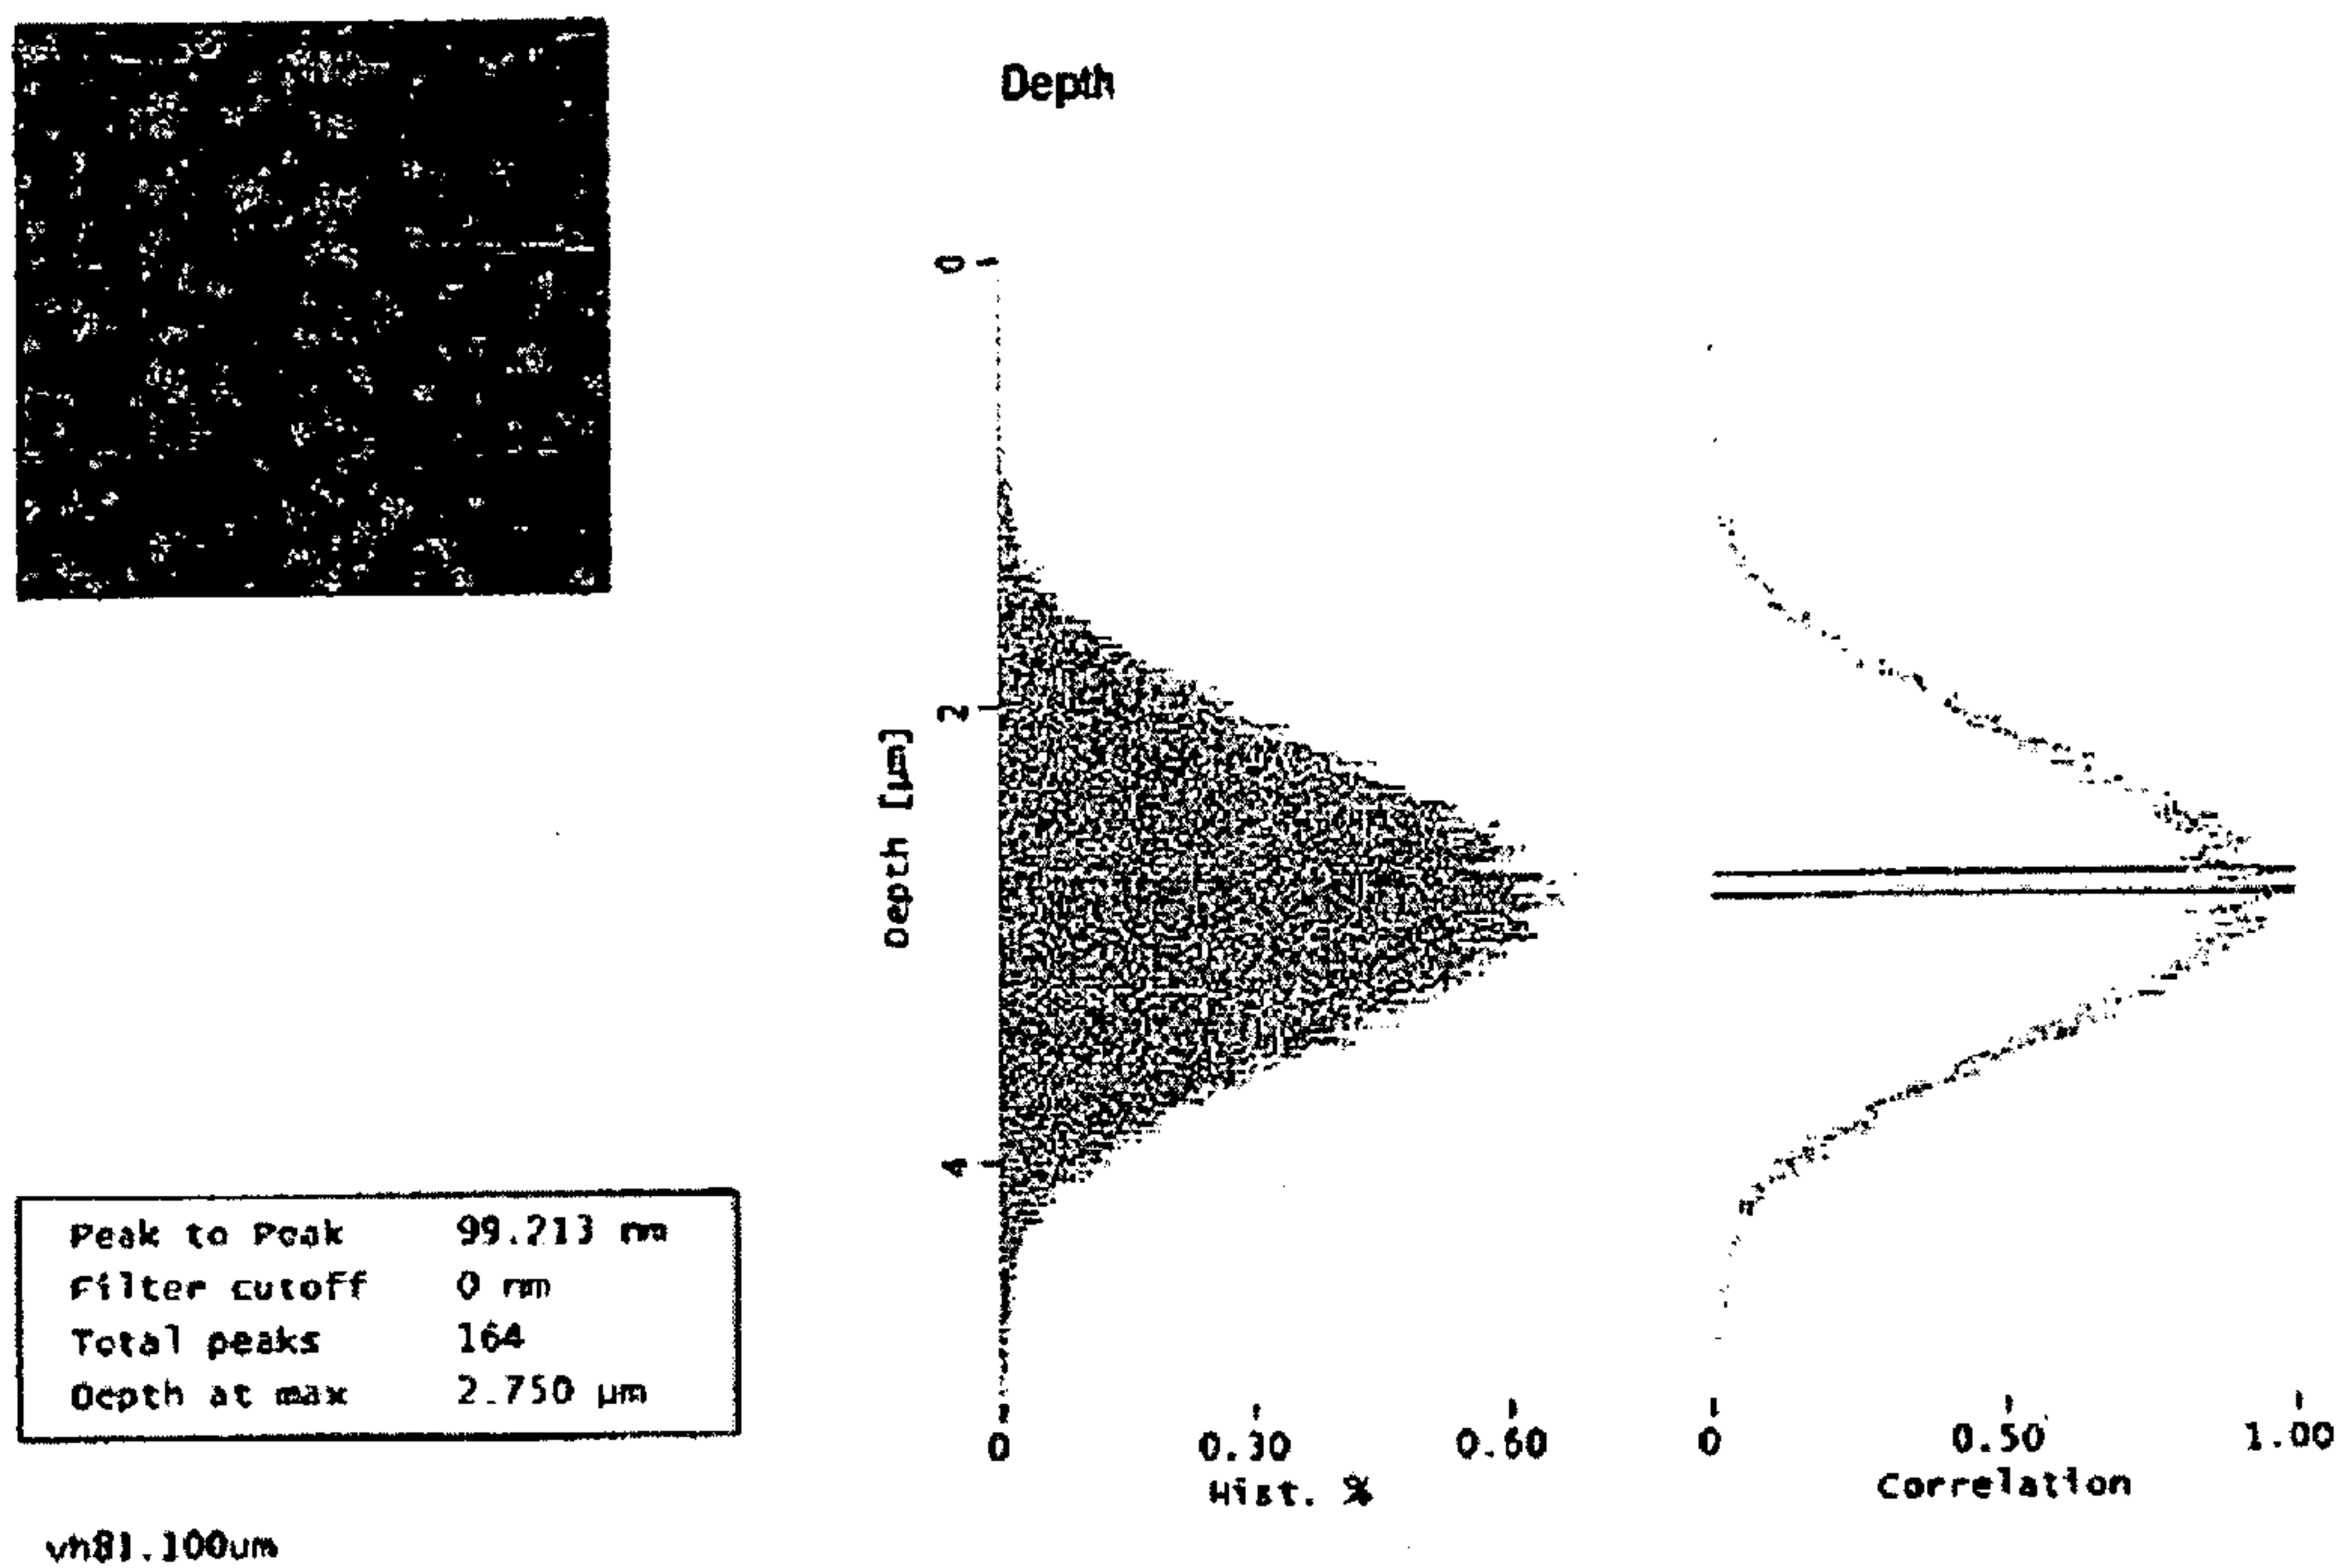 Depth
0
2
4
Depth [µm]
0 0.30 0.60
Hist. %
0 0.50 1.00
Correlation
Peak to Peak 99.213 nm
Filter cutoff 0 nm
Total peaks 164
Depth at max 2.750 µm
vh81.100um